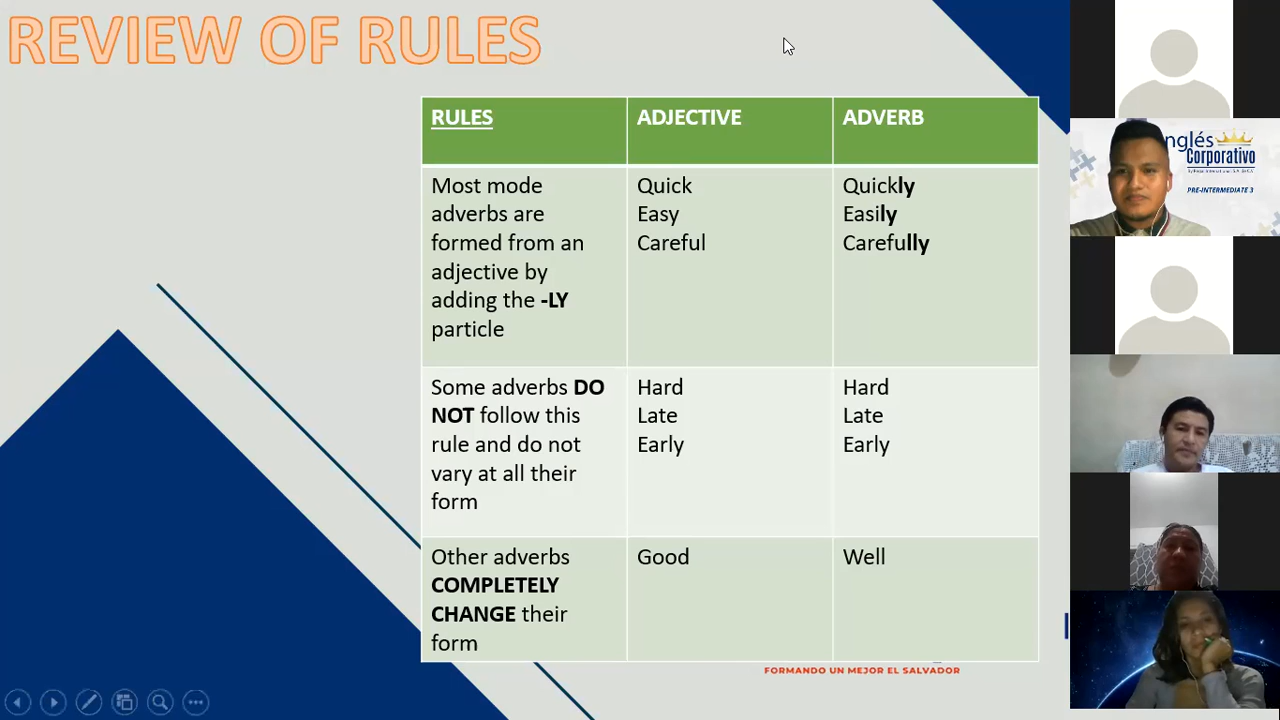 REVIEW OF RULES
RULES
ADJECTIVE
ADVERB
Most mode
adverbs are
formed from an
adjective by
adding the -LY
particle
Quick
Easy
Careful
Quickly
Easily
Carefully
Some adverbs DO
NOT follow this
rule and do not
vary at all their
form
Hard
Late
Early
Hard
Late
Early
Other adverbs
COMPLETELY
CHANGE their
form
Good
Well
FORMANDO UN MEJOR EL SALVADOR
nglés
Corporativo
PRE-INTERMEDIATE 3